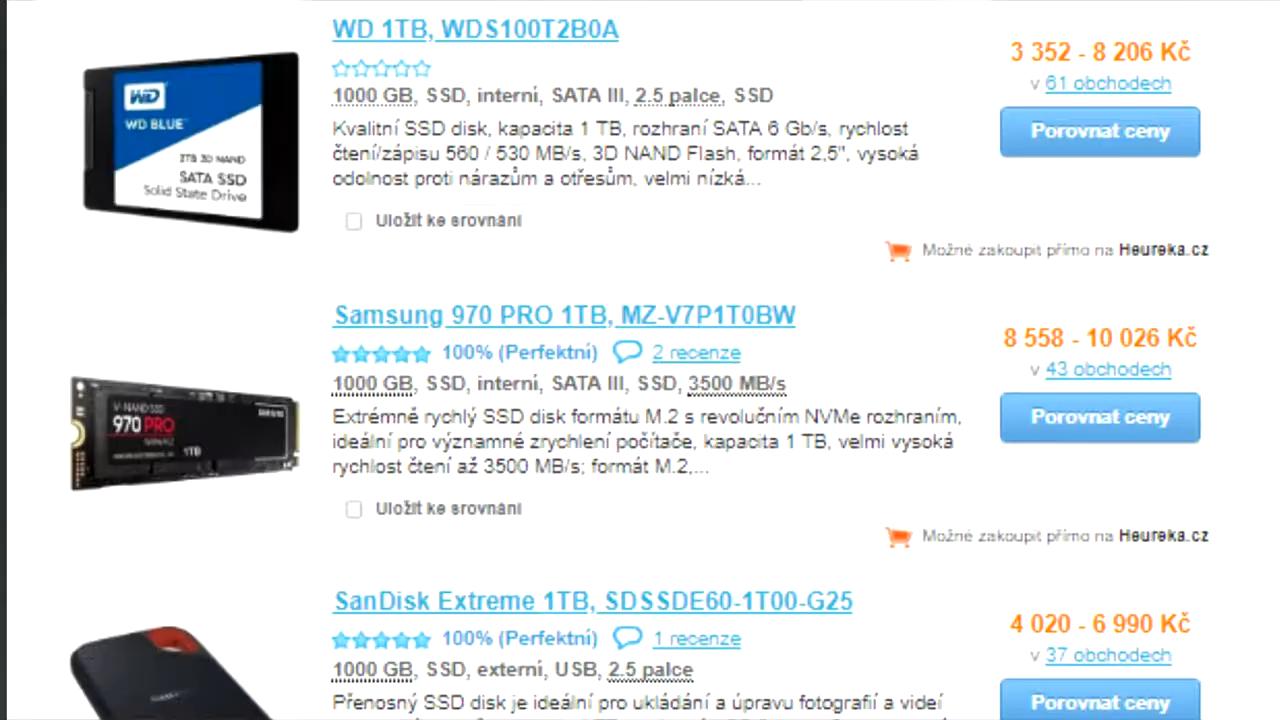 WD 1TB, WDS100T2B0A
3 352 - 8 206 Kč
v 61 obchodech
1000 GB, SSD, interní, SATA III, 2.5 palce, SSD
Porovnat ceny
Kvalitní SSD disk, kapacita 1 TB, rozhraní SATA 6 Gb/s, rychlost
čtení/zápisu 560 / 530 MB/s, 3D NAND Flash, formát 2,5", vysoká
odolnost proti nárazům a otřesům, velmi nízká...
WD
WD BLUE
2TB 3D NAND
SATA SSD
Solid State Drive
Uložit ke srovnání
Možné zakoupit přímo na Heureka.cz
Samsung 970 PRO 1TB, MZ-V7P1T0BW
8 558 - 10 026 Kč
100% (Perfektní) 2 recenze
v 43 obchodech
1000 GB, SSD, interní, SATA III, SSD, 3500 MB/s
Porovnat ceny
Extrémně rychlý SSD disk formátu M.2 s revolučním NVMe rozhraním,
ideální pro významné zrychlení počítače, kapacita 1 TB, velmi vysoká
rychlost čtení až 3500 MB/s; formát M.2,...
V-NAND SSD
970 PRO
1TB
Uložit ke srovnání
Možné zakoupit přímo na Heureka.cz
SanDisk Extreme 1TB, SDSSDE60-1T00-G25
4 020 - 6 990 Kč
100% (Perfektní) 1 recenze
v 37 obchodech
1000 GB, SSD, externí, USB, 2.5 palce
Porovnat ceny
Přenosný SSD disk je ideální pro ukládání a úpravu fotografií a videí